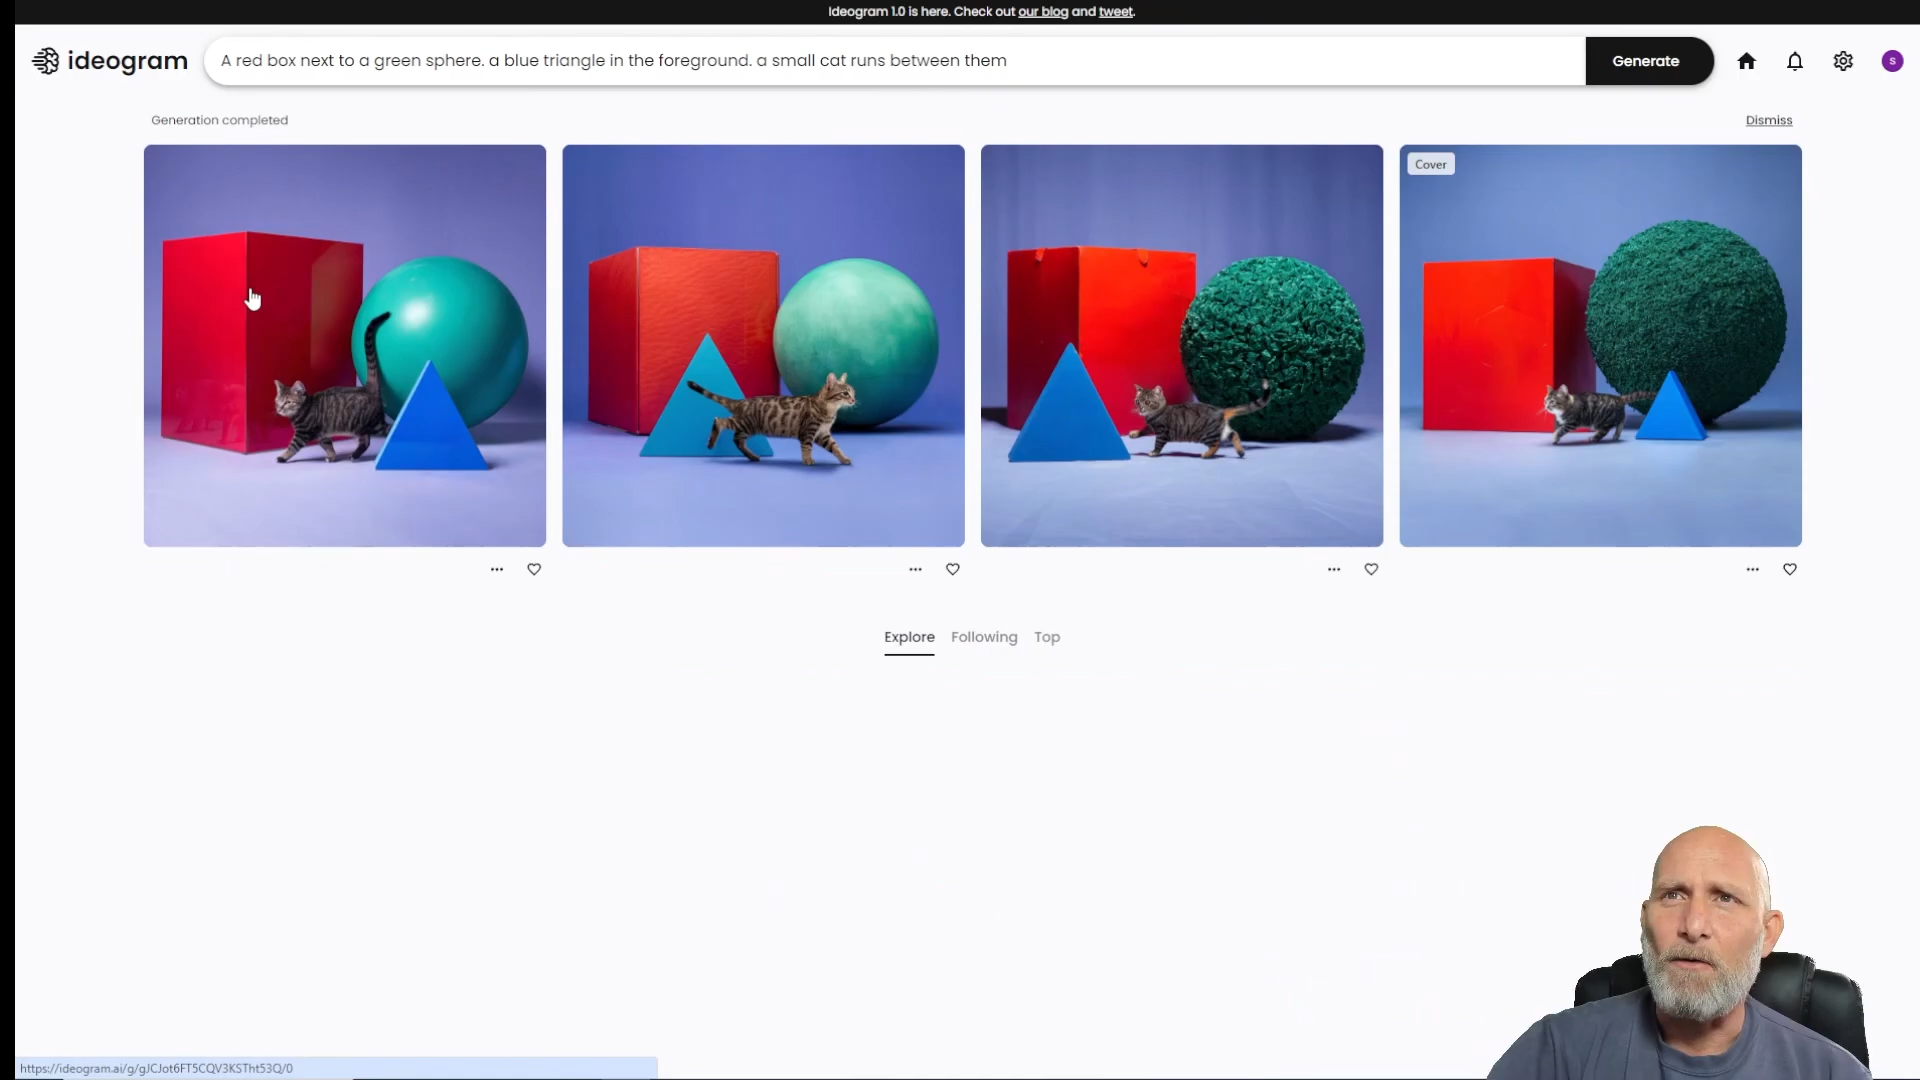 Ideogram 1.0 is here. Check out our blog and tweet.
ideogram
A red box next to a green sphere. a blue triangle in the foreground. a small cat runs between them
Generate
S
Generation completed
Dismiss
Cover
Explore Following Top
https://ideogram.ai/g/gJCJot6FT5CQV3KSTht53Q/0